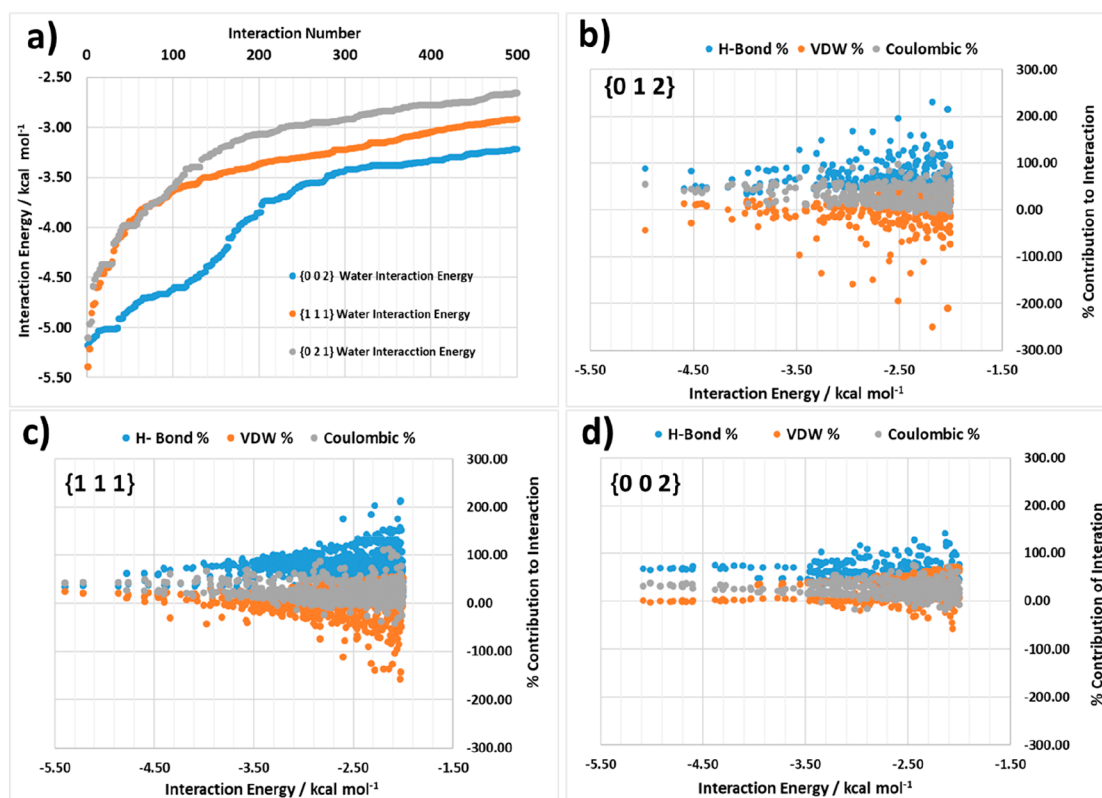 a)
Interaction Number
0 100 200 300 400 500
Interaction Energy / kcal mol⁻¹
-2.50
-3.00
-3.50
-4.00
-4.50
-5.00
-5.50
{0 0 2} Water Interaction Energy
{1 1 1} Water Interaction Energy
{0 2 1} Water Interacction Energy
b)
H-Bond % VDW % Coulombic %
{0 1 2}
300.00
200.00
100.00
0.00
-100.00
-200.00
-300.00
% Contribution to Interaction
-5.50 -4.50 -3.50 -2.50 -1.50
Interaction Energy / kcal mol⁻¹
c)
H- Bond % VDW % Coulombic %
{1 1 1}
300.00
200.00
100.00
0.00
-100.00
-200.00
-300.00
% Contribution to Interaction
-5.50 -4.50 -3.50 -2.50 -1.50
Interaction Energy / kcal mol⁻¹
d)
H-Bond % VDW % Coulombic %
{0 0 2}
300.00
200.00
100.00
0.00
-100.00
-200.00
-300.00
% Contribution of Interation
-5.50 -4.50 -3.50 -2.50 -1.50
Interaction Energy / kcal mol⁻¹